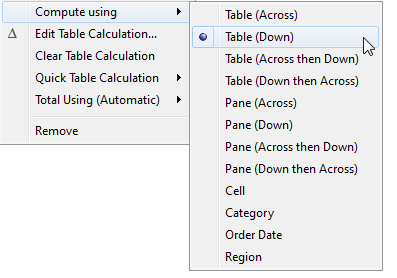 Compute using
Δ Edit Table Calculation...
Clear Table Calculation
Quick Table Calculation
Total Using (Automatic)
Remove
Table (Across)
Table (Down)
Table (Across then Down)
Table (Down then Across)
Pane (Across)
Pane (Down)
Pane (Across then Down)
Pane (Down then Across)
Cell
Category
Order Date
Region